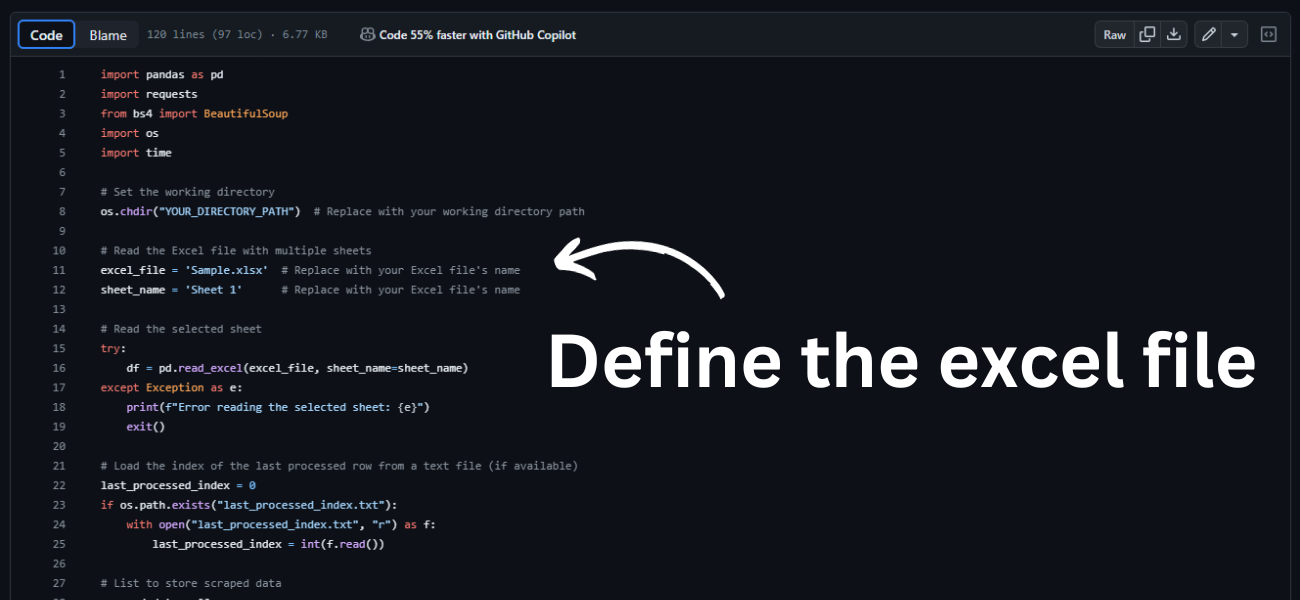 Code Blame 120 lines (97 loc) · 6.77 KB Code 55% faster with GitHub Copilot Raw
1 import pandas as pd
2 import requests
3 from bs4 import BeautifulSoup
4 import os
5 import time
6
7 # Set the working directory
8 os.chdir("YOUR_DIRECTORY_PATH")  # Replace with your working directory path
9
10 # Read the Excel file with multiple sheets
11 excel_file = 'Sample.xlsx'  # Replace with your Excel file's name
12 sheet_name = 'Sheet 1'      # Replace with your Excel file's name
13
14 # Read the selected sheet
15 try:
16     df = pd.read_excel(excel_file, sheet_name=sheet_name)
17 except Exception as e:
18     print(f"Error reading the selected sheet: {e}")
19     exit()
20
21 # Load the index of the last processed row from a text file (if available)
22 last_processed_index = 0
23 if os.path.exists("last_processed_index.txt"):
24     with open("last_processed_index.txt", "r") as f:
25         last_processed_index = int(f.read())
26
27 # List to store scraped data
Define the excel file